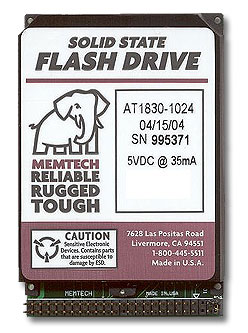 SOLID STATE
FLASH DRIVE
MEMTECH
RELIABLE
RUGGED
TOUGH
AT1830-1024
04/15/04
SN 995371
5VDC @ 35mA
CAUTION
Sensitive Electronic
Devices. Contains parts
that are susceptible to
damage by ESD.
762B Las Positas Road
Livermore, CA 94551
1-800-445-5511
Made in U.S.A.
MEMTECH
MADE IN USA